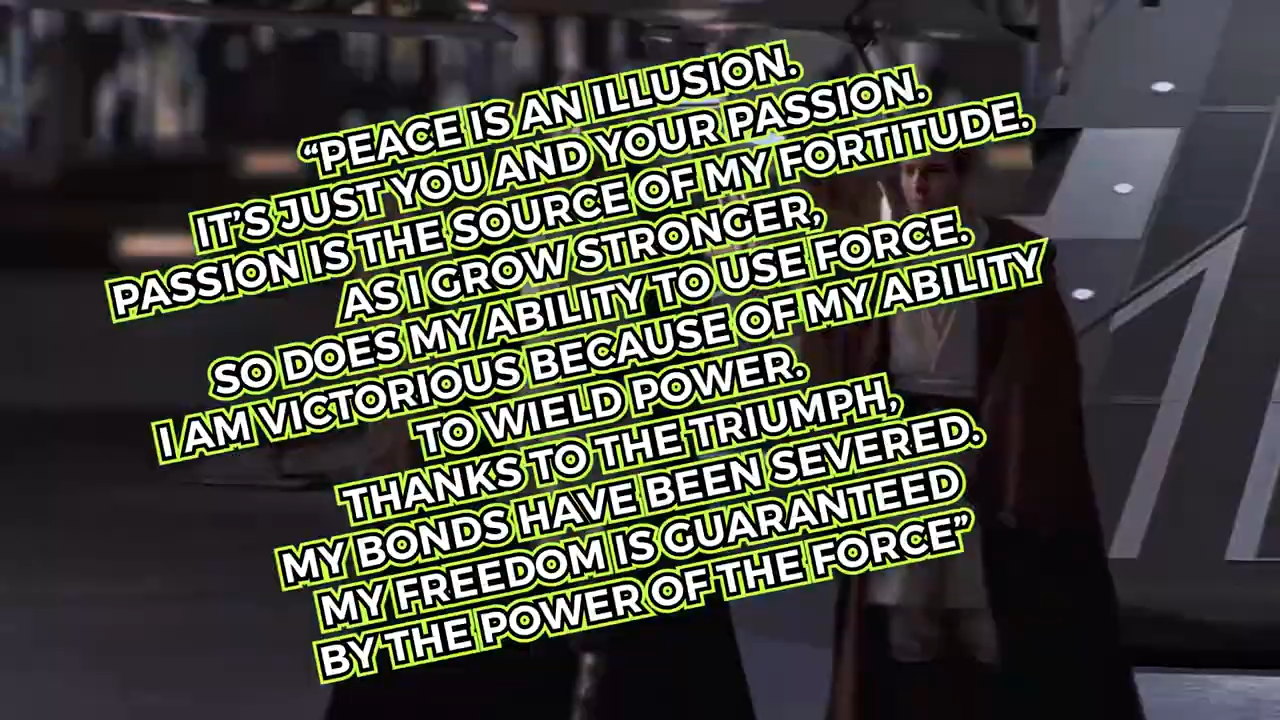 “PEACE IS AN ILLUSION.
IT’S JUST YOU AND YOUR PASSION.
PASSION IS THE SOURCE OF MY FORTITUDE.
AS I GROW STRONGER,
SO DOES MY ABILITY TO USE FORCE.
I AM VICTORIOUS BECAUSE OF MY ABILITY
TO WIELD POWER.
THANKS TO THE TRIUMPH,
MY BONDS HAVE BEEN SEVERED.
MY FREEDOM IS GUARANTEED
BY THE POWER OF THE FORCE”